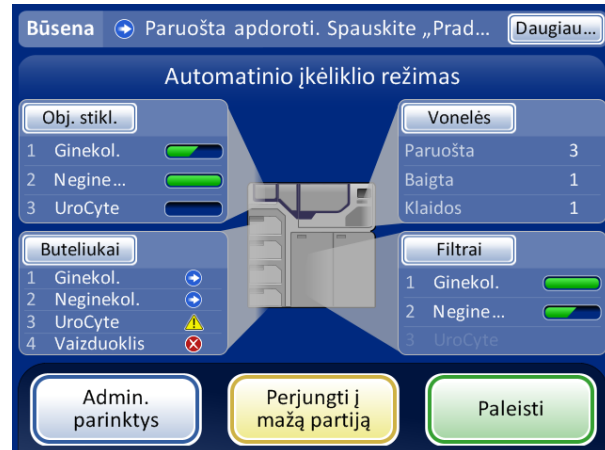 Būsena Paruošta apdoroti. Spauskite „Prad... Daugiau...
Automatinio įkėliklio režimas
Obj. stikl.
1 Ginekol.
2 Negine...
3 UroCyte
Vonelės
Paruošta 3
Baigta 1
Klaidos 1
Buteliukai
1 Ginekol.
2 Neginekol.
3 UroCyte
4 Vaizduoklis
Filtrai
1 Ginekol.
2 Negine...
3 UroCyte
Admin.
parinktys
Perjungti į
mažą partiją
Paleisti